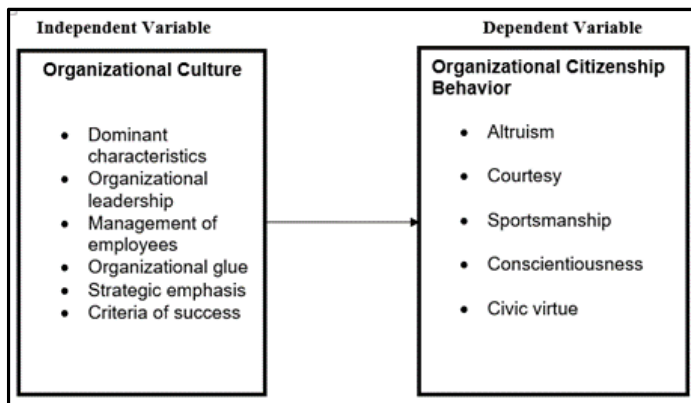 Independent Variable
Organizational Culture
• Dominant
characteristics
• Organizational
leadership
• Management of
employees
• Organizational glue
• Strategic emphasis
• Criteria of success
Dependent Variable
Organizational Citizenship
Behavior
• Altruism
• Courtesy
• Sportsmanship
• Conscientiousness
• Civic virtue